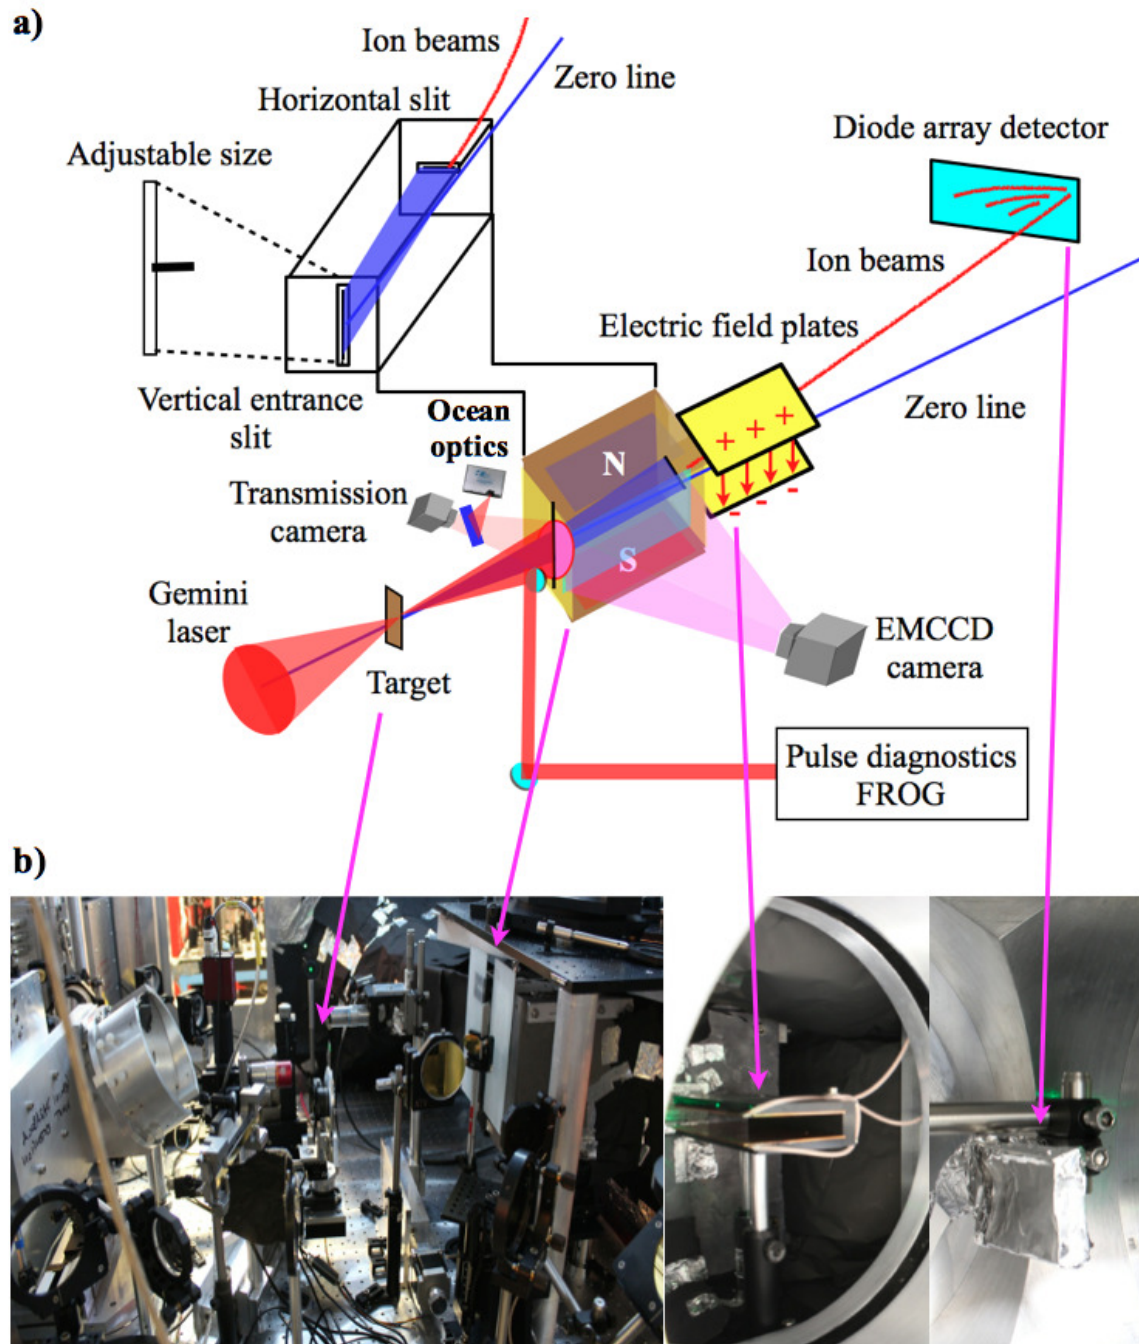 a)
Ion beams
Zero line
Horizontal slit
Adjustable size
Diode array detector
Ion beams
Electric field plates
Zero line
Vertical entrance
slit
Ocean
optics
Transmission
camera
N
S
+ + +
- - -
Gemini
laser
Target
EMCCD
camera
Pulse diagnostics
FROG
b)